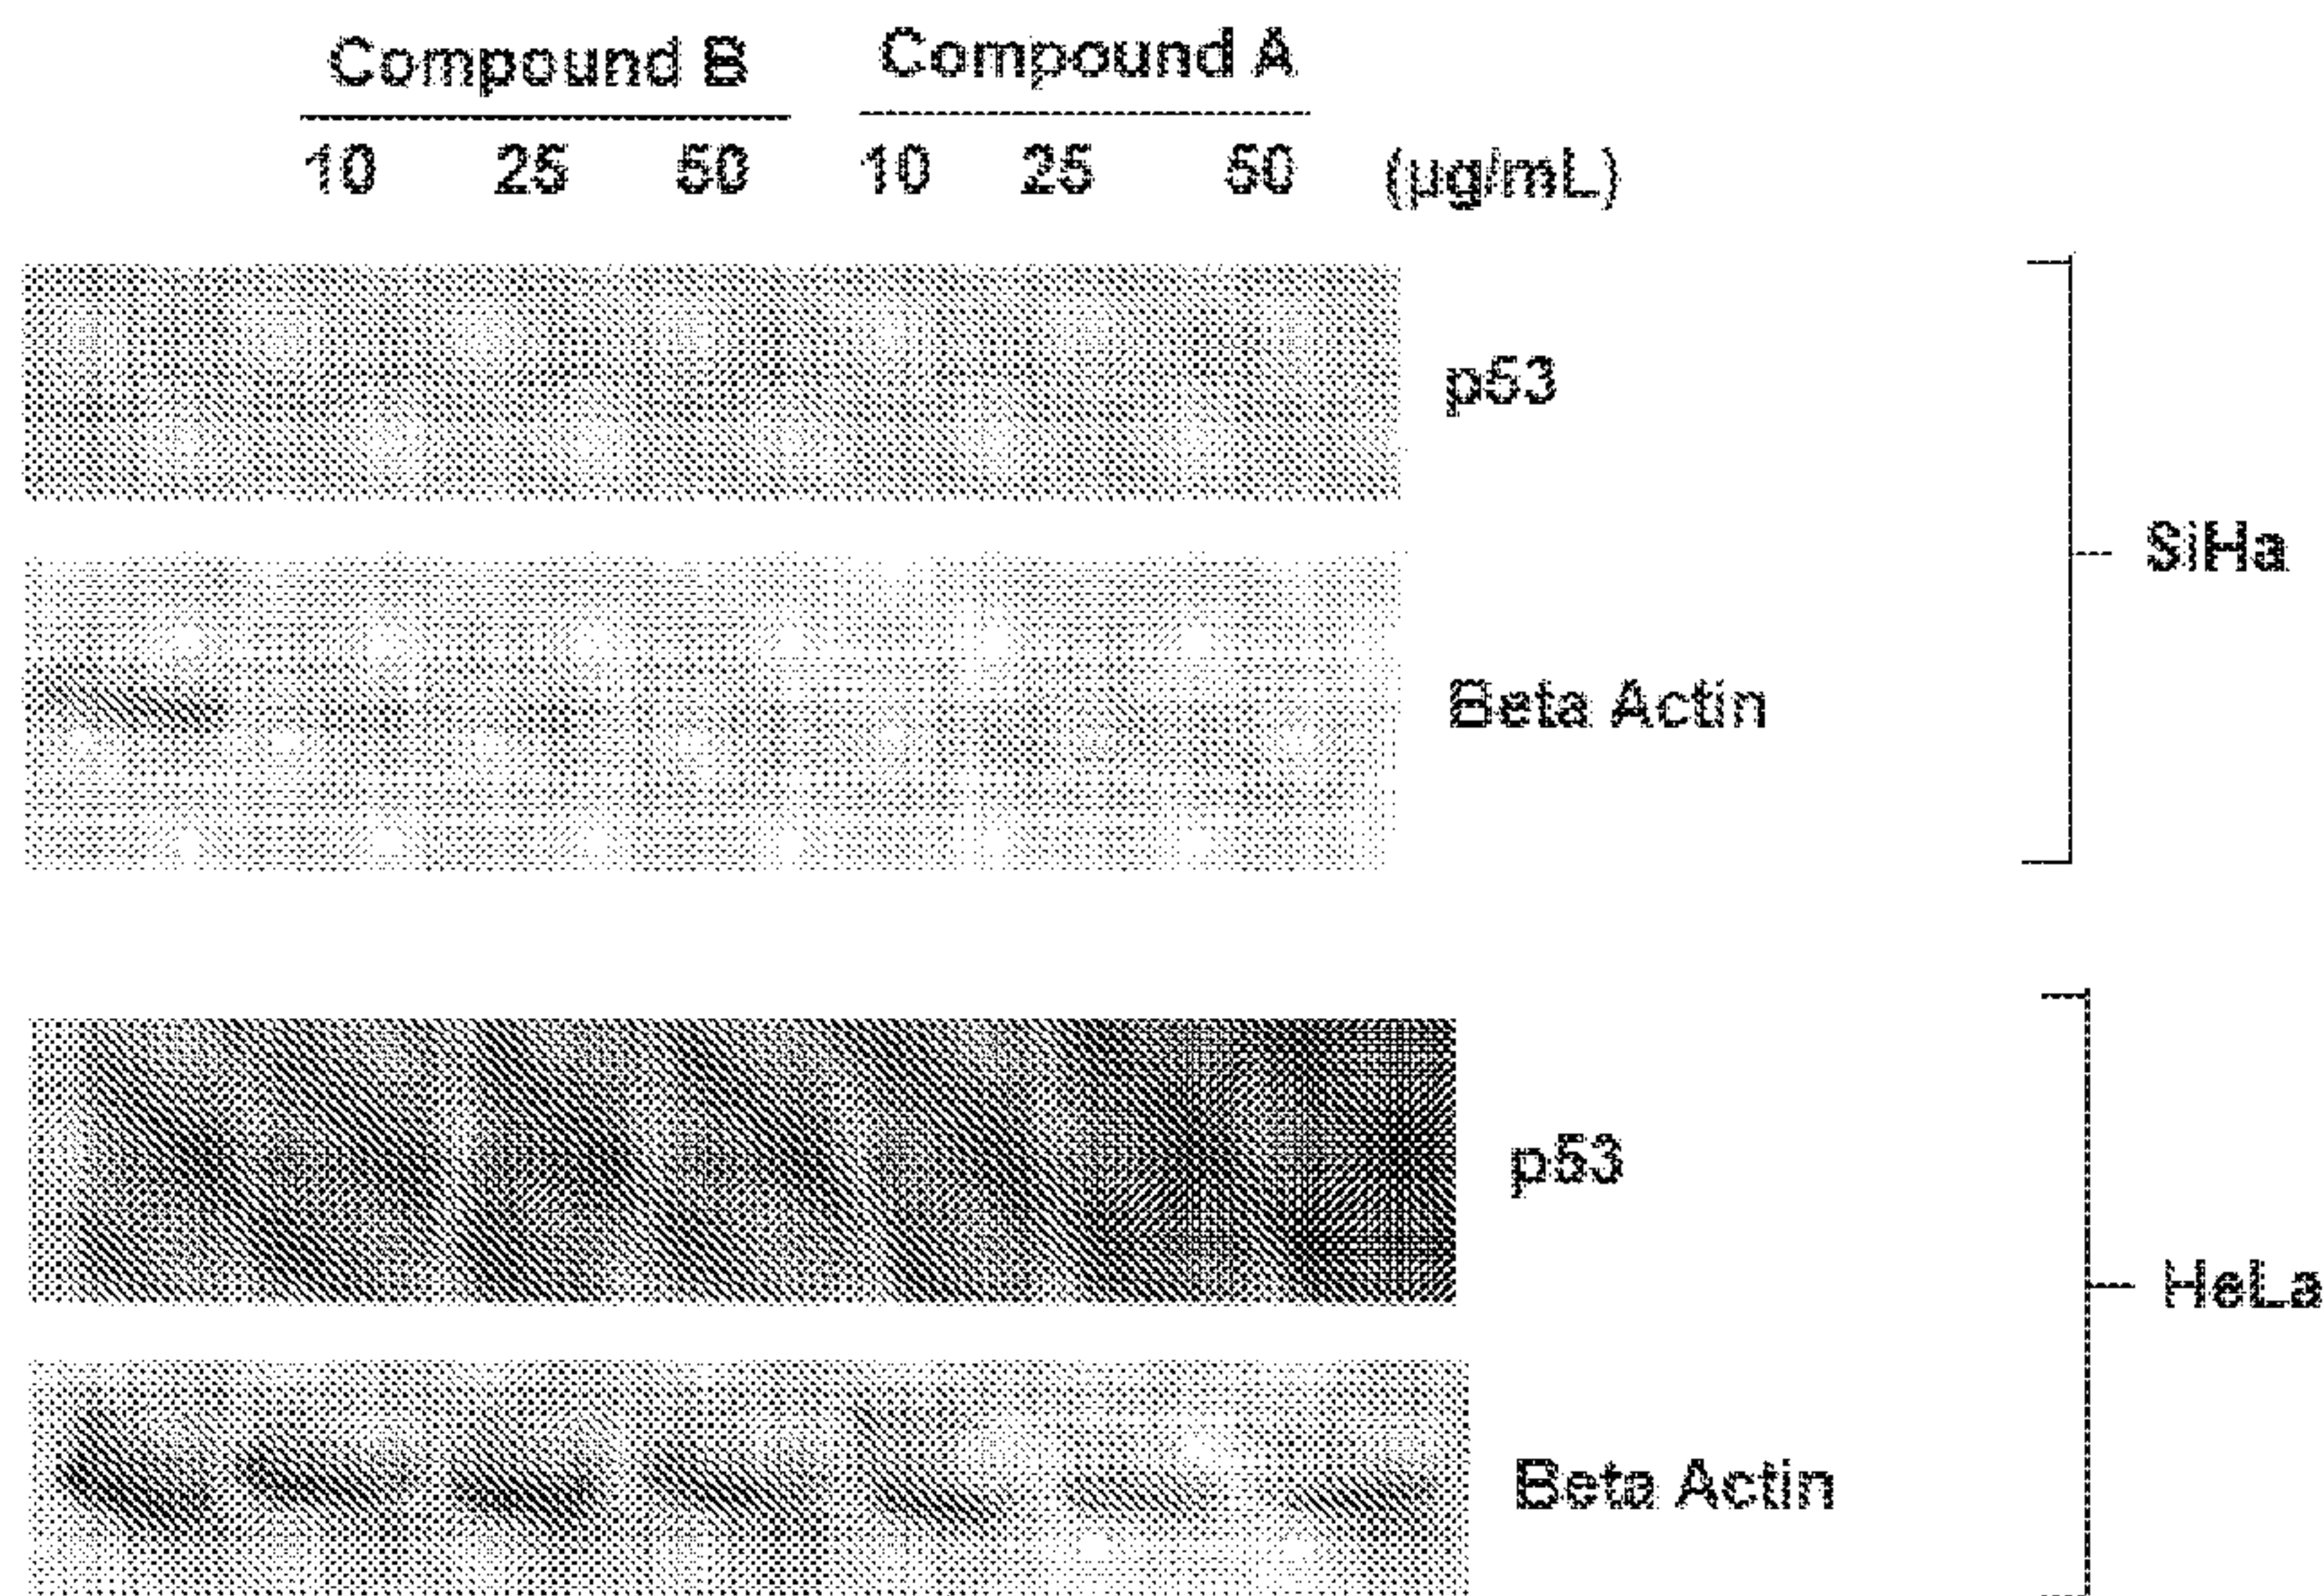 Compound B Compound A
10 25 50 10 25 50 (µg/mL)
p53
SiHa
Beta Actin
p53
HeLa
Beta Actin